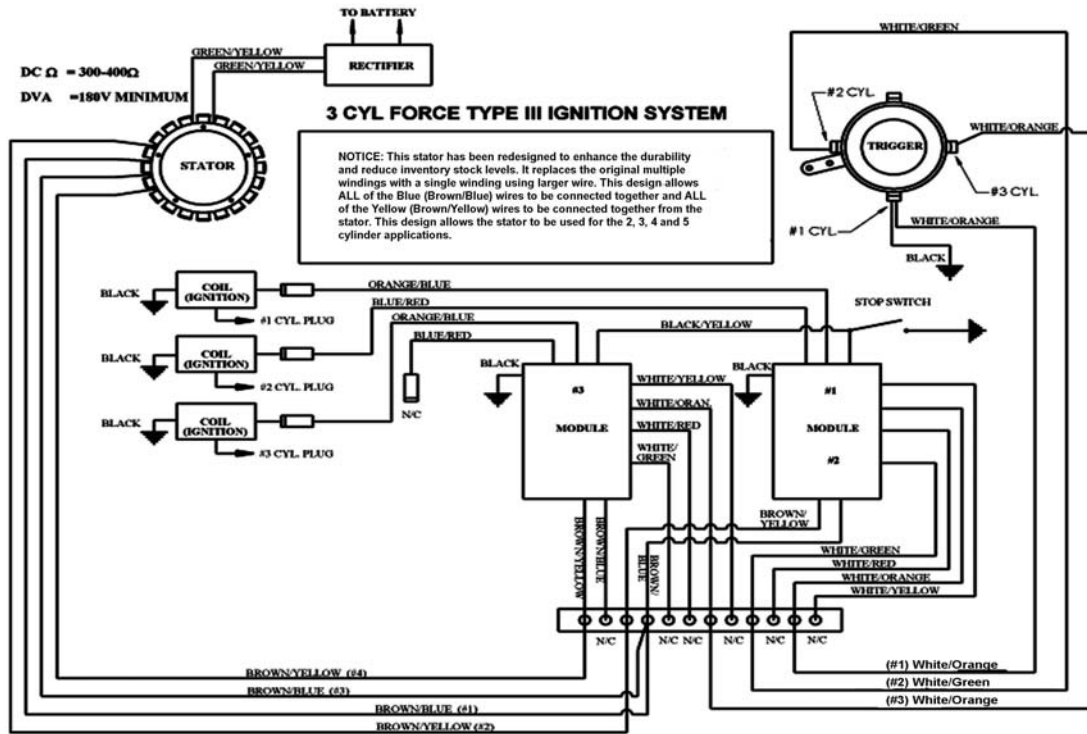 TO BATTERY
WHITE/GREEN
GREEN/YELLOW
GREEN/YELLOW
RECTIFIER
DC Ω = 300-400Ω
DVA =180V MINIMUM
#2 CYL.
3 CYL FORCE TYPE III IGNITION SYSTEM
WHITE/ORANGE
STATOR
TRIGGER
NOTICE: This stator has been redesigned to enhance the durability
and reduce inventory stock levels. It replaces the original multiple
windings with a single winding using larger wire. This design allows
ALL of the Blue (Brown/Blue) wires to be connected together and ALL
of the Yellow (Brown/Yellow) wires to be connected together from the
stator. This design allows the stator to be used for the 2, 3, 4 and 5
cylinder applications.
#3 CYL
#1 CYL
WHITE/ORANGE
BLACK
BLACK
COIL
(IGNITION)
ORANGE/BLUE
#1 CYL. PLUG
BLUE/RED
STOP SWITCH
ORANGE/BLUE
BLACK/YELLOW
BLUE/RED
BLACK
COIL
(IGNITION)
#2 CYL. PLUG
BLACK
BLACK
#3
WHITE/YELLOW
#1
WHITE/ORAN.
N/C
BLACK
COIL
(IGNITION)
MODULE
WHITE/RED
MODULE
WHITE/
GREEN
#3 CYL. PLUG
#2
BROWN/YELLOW
BROWN/BLUE
BROWN/
BLUE
BROWN/
YELLOW
WHITE/GREEN
WHITE/RED
WHITE/ORANGE
WHITE/YELLOW
N/C
N/C
N/C
N/C
N/C
N/C
BROWN/YELLOW (#4)
(#1) White/Orange
(#2) White/Green
BROWN/BLUE (#3)
(#3) White/Orange
BROWN/BLUE (#1)
BROWN/YELLOW (#2)